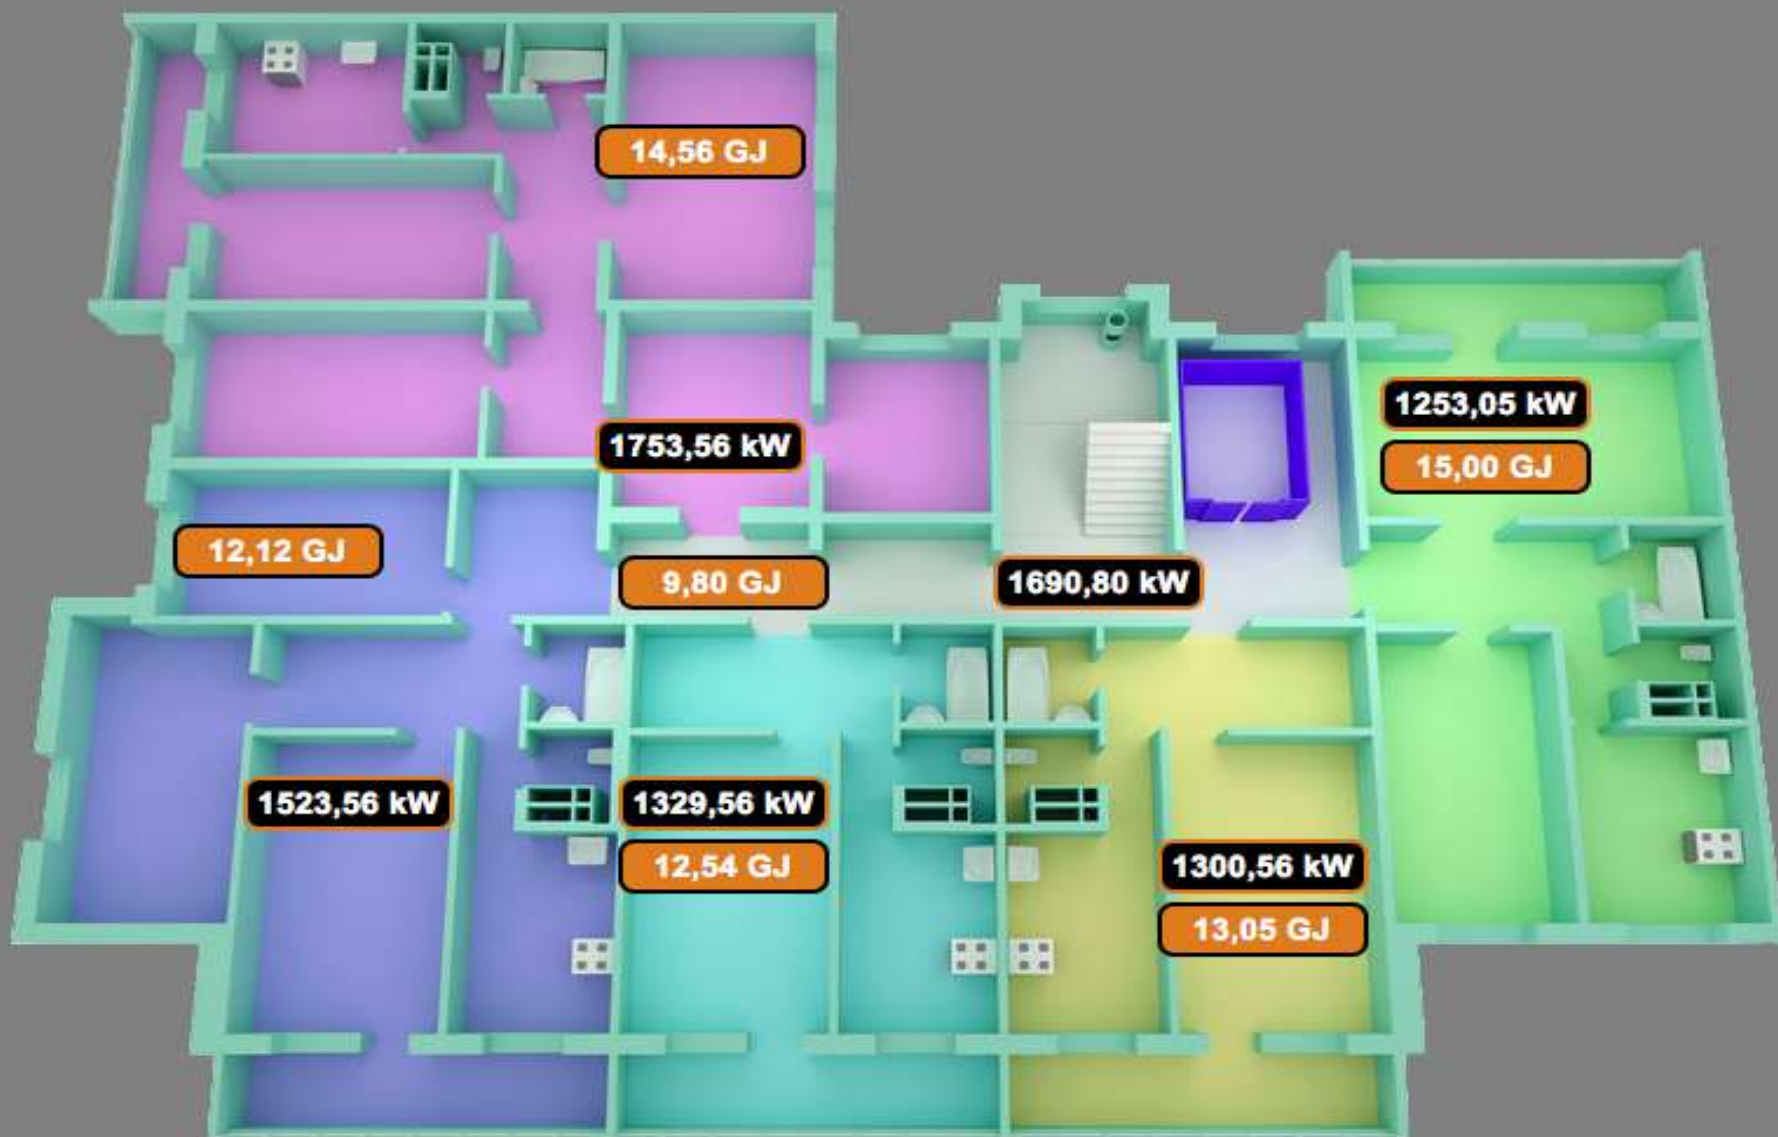 14,56 GJ
1253,05 kW
1753,56 kW
15,00 GJ
12,12 GJ
9,80 GJ
1690,80 kW
1523,56 kW
1329,56 kW
12,54 GJ
1300,56 kW
13,05 GJ